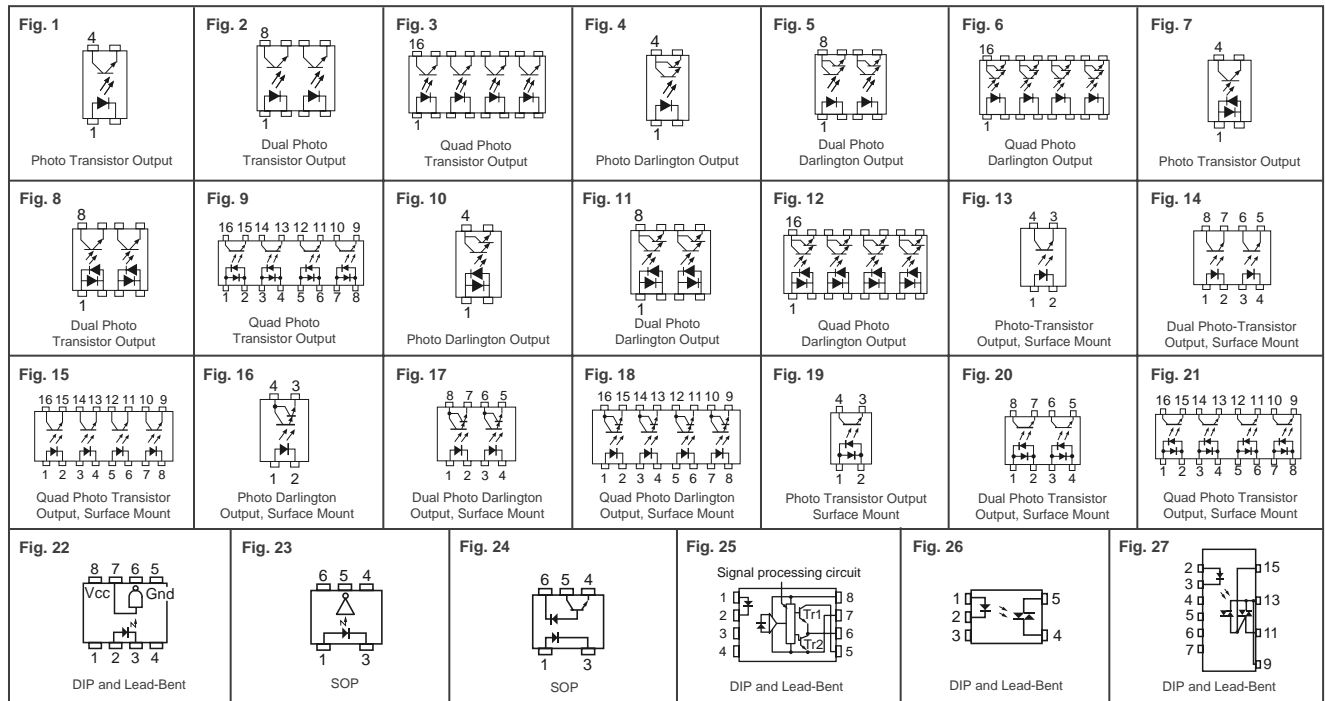 Fig. 1
4
1
Photo Transistor Output
Fig. 2
8
1
Dual Photo
Transistor Output
Fig. 3
16
1
Quad Photo
Transistor Output
Fig. 4
4
1
Photo Darlington Output
Fig. 5
8
1
Dual Photo
Darlington Output
Fig. 6
16
1
Quad Photo
Darlington Output
Fig. 7
4
1
Photo Transistor Output
Fig. 8
8
1
Dual Photo
Transistor Output
Fig. 9
16 15 14 13 12 11 10 9
1 2 3 4 5 6 7 8
Quad Photo
Transistor Output
Fig. 10
4
1
Photo Darlington Output
Fig. 11
8
1
Dual Photo
Darlington Output
Fig. 12
16
1
Quad Photo
Darlington Output
Fig. 13
4 3
1 2
Photo-Transistor
Output, Surface Mount
Fig. 14
8 7 6 5
1 2 3 4
Dual Photo-Transistor
Output, Surface Mount
Fig. 15
16 15 14 13 12 11 10 9
1 2 3 4 5 6 7 8
Quad Photo Transistor
Output, Surface Mount
Fig. 16
4 3
1 2
Photo Darlington
Output, Surface Mount
Fig. 17
8 7 6 5
1 2 3 4
Dual Photo Darlington
Output, Surface Mount
Fig. 18
16 15 14 13 12 11 10 9
1 2 3 4 5 6 7 8
Quad Photo Darlington
Output, Surface Mount
Fig. 19
4 3
1 2
Photo Transistor Output
Surface Mount
Fig. 20
8 7 6 5
1 2 3 4
Dual Photo Transistor
Output, Surface Mount
Fig. 21
16 15 14 13 12 11 10 9
1 2 3 4 5 6 7 8
Quad Photo Transistor
Output, Surface Mount
Fig. 22
8 7 6 5
Vcc Gnd
1 2 3 4
DIP and Lead-Bent
Fig. 23
6 5 4
1 3
SOP
Fig. 24
6 5 4
1 3
SOP
Fig. 25
Signal processing circuit
1 8
2 Tr1 7
3 6
4 Tr2 5
DIP and Lead-Bent
Fig. 26
1 5
2
3 4
DIP and Lead-Bent
Fig. 27
2 15
3
4 13
5
6 11
7
9
DIP and Lead-Bent